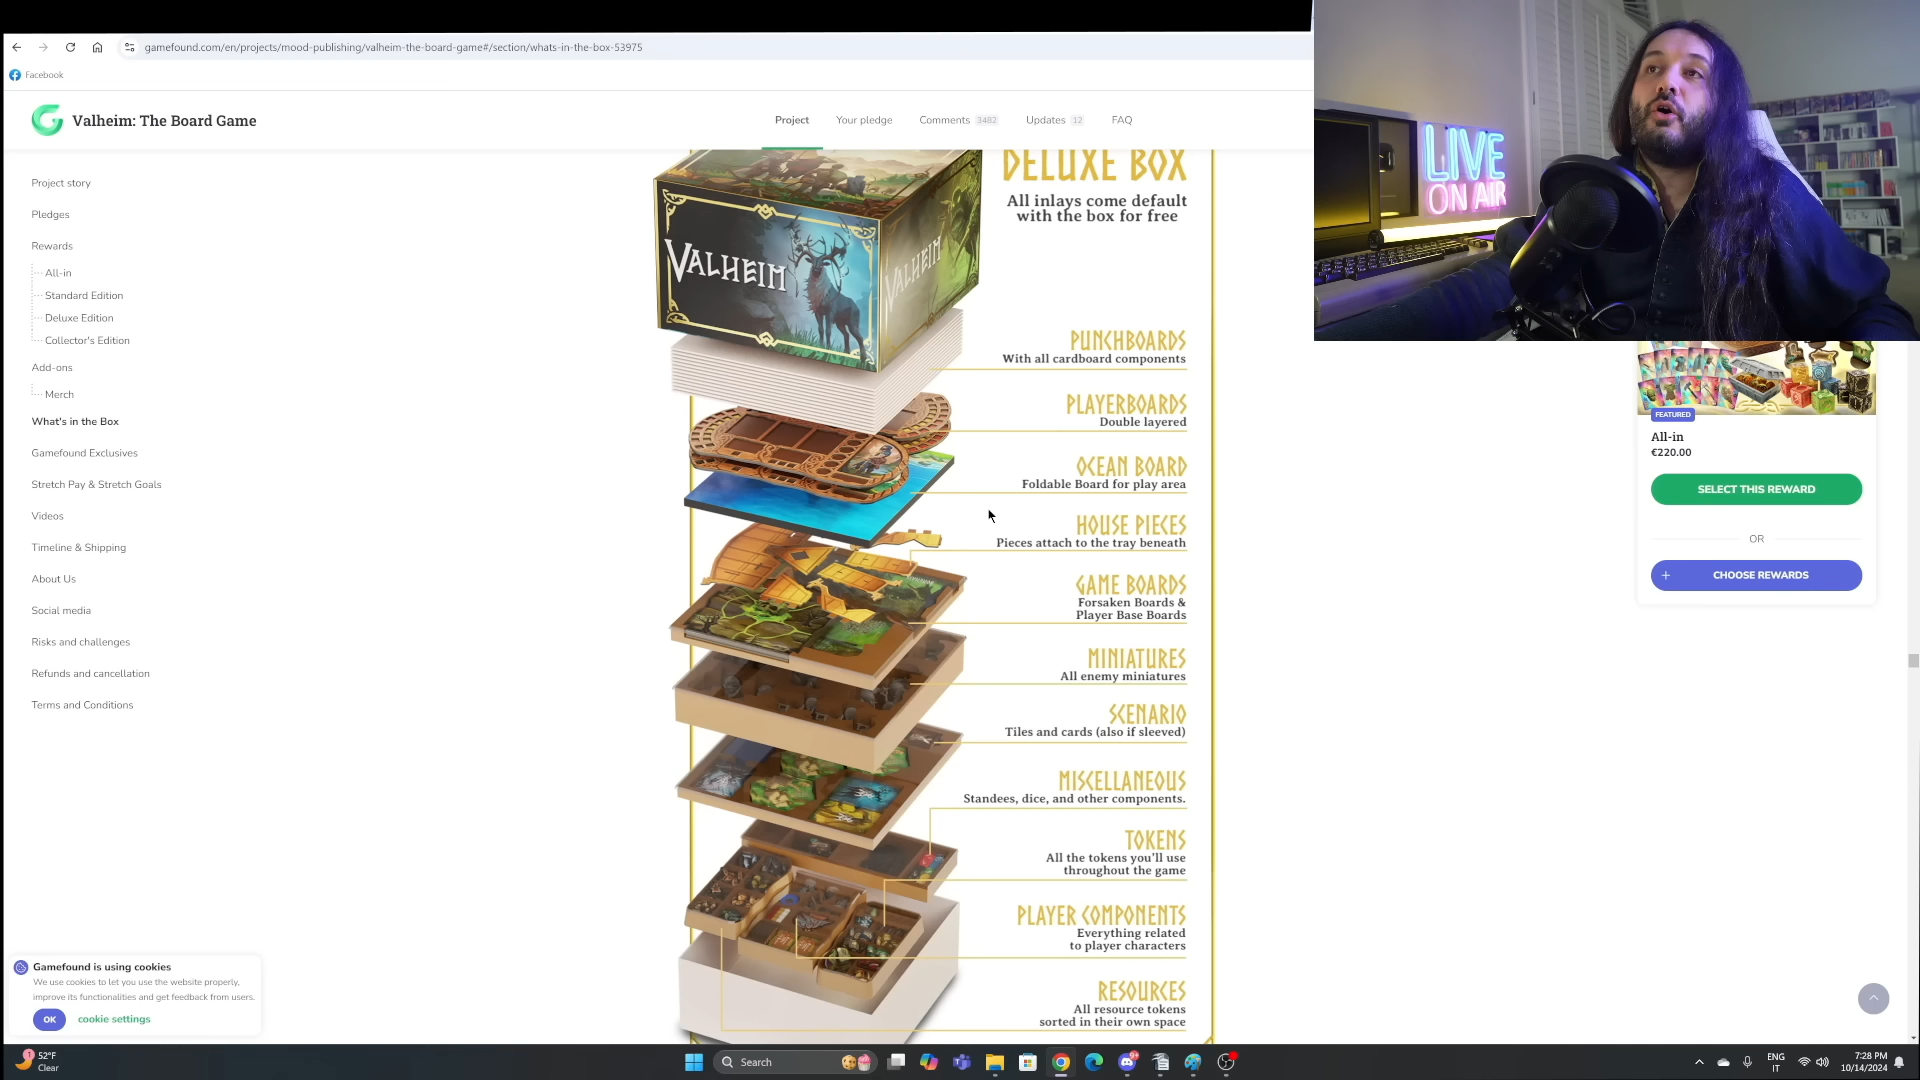 gamefound.com/en/projects/mood-publishing/valheim-the-board-game#/section/whats-in-the-box-53975
Facebook
Valheim: The Board Game
Project
Your pledge
Comments 3482
Updates 12
FAQ
Project story
Pledges
Rewards
All-in
Standard Edition
Deluxe Edition
Collector's Edition
Add-ons
Merch
What's in the Box
Gamefound Exclusives
Stretch Pay & Stretch Goals
Videos
Timeline & Shipping
About Us
Social media
Risks and challenges
Refunds and cancellation
Terms and Conditions
DELUXE BOX
All inlays come default
with the box for free
VALHEIM
VALHEIM
PUNCHBOARDS
With all cardboard components
PLAYERBOARDS
Double layered
OCEAN BOARD
Foldable Board for play area
HOUSE PIECES
Pieces attach to the tray beneath
GAME BOARDS
Forsaken Boards &
Player Base Boards
MINIATURES
All enemy miniatures
SCENARIO
Tiles and cards (also if sleeved)
MISCELLANEOUS
Standees, dice, and other components.
TOKENS
All the tokens you'll use
throughout the game
PLAYER COMPONENTS
Everything related
to player characters
RESOURCES
All resource tokens
sorted in their own space
LIVE
ON AIR
FEATURED
All-in
€220.00
SELECT THIS REWARD
OR
+ CHOOSE REWARDS
Gamefound is using cookies
We use cookies to let you use the website properly,
improve its functionalities and get feedback from users.
OK
cookie settings
1
52°F
Clear
Search
ENG
IT
7:28 PM
10/14/2024